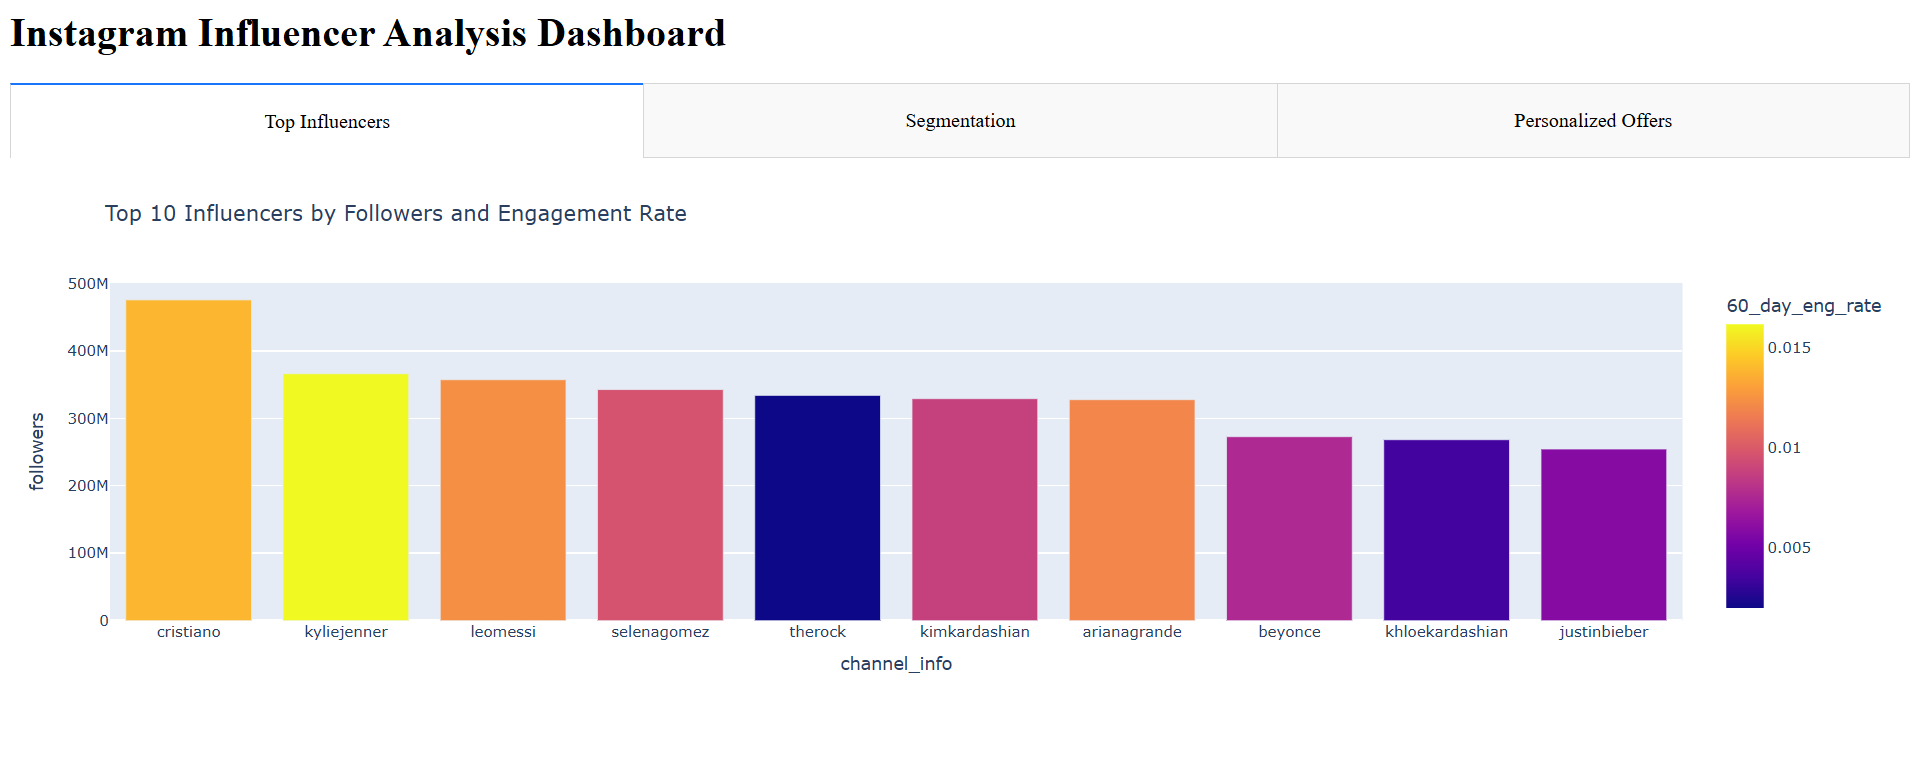 Instagram Influencer Analysis Dashboard
Top Influencers
Segmentation
Personalized Offers
Top 10 Influencers by Followers and Engagement Rate
500M
400M
300M
200M
100M
0
followers
cristiano
kyliejenner
leomessi
selenagomez
therock
kimkardashian
arianagrande
beyonce
khloekardashian
justinbieber
channel_info
60_day_eng_rate
0.015
0.01
0.005